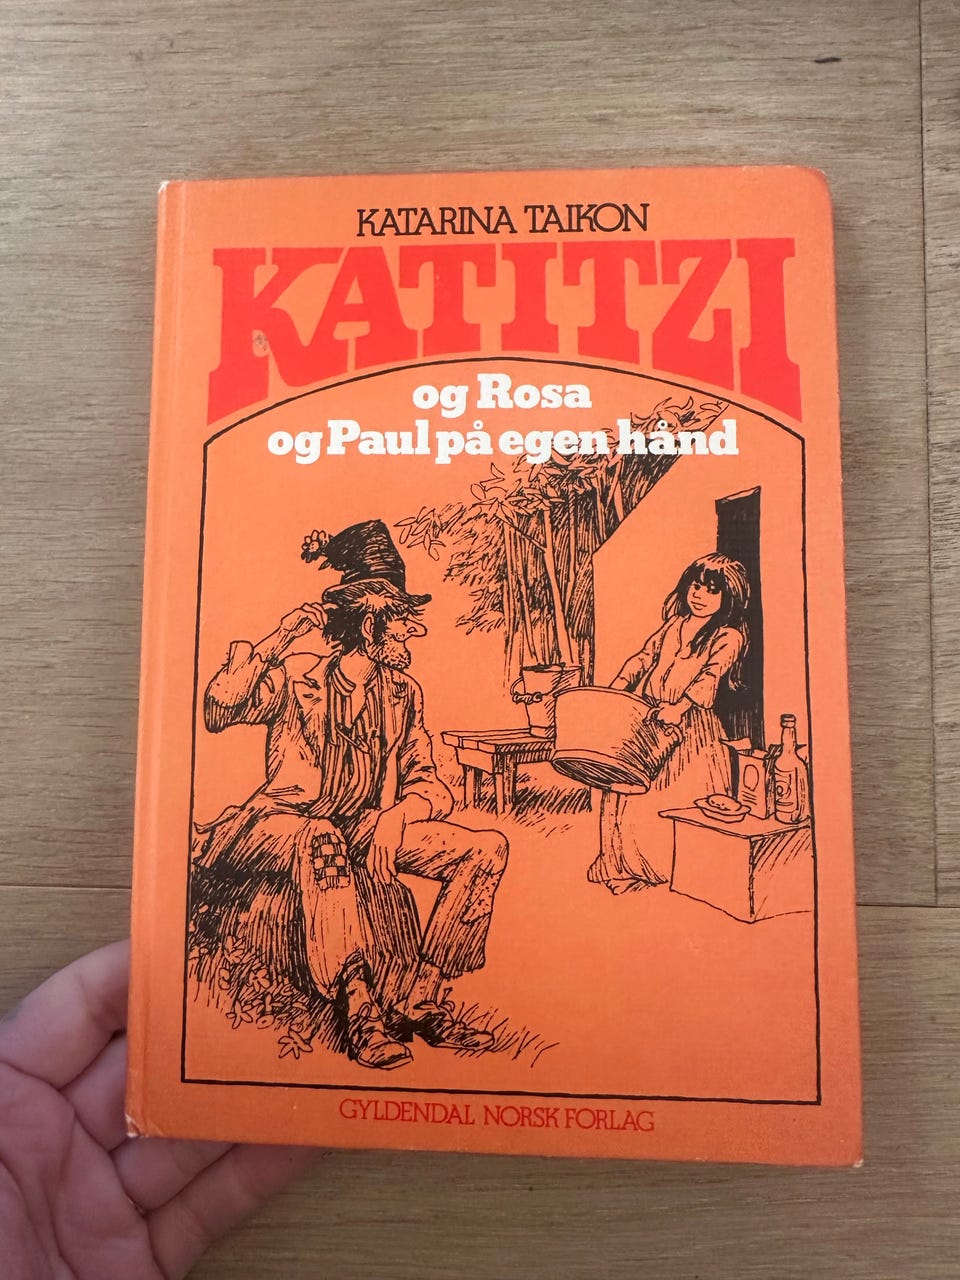 KATARINA TAIKON
KATITZI
og Rosa
og Paul på egen hånd
GYLDENDAL NORSK FORLAG